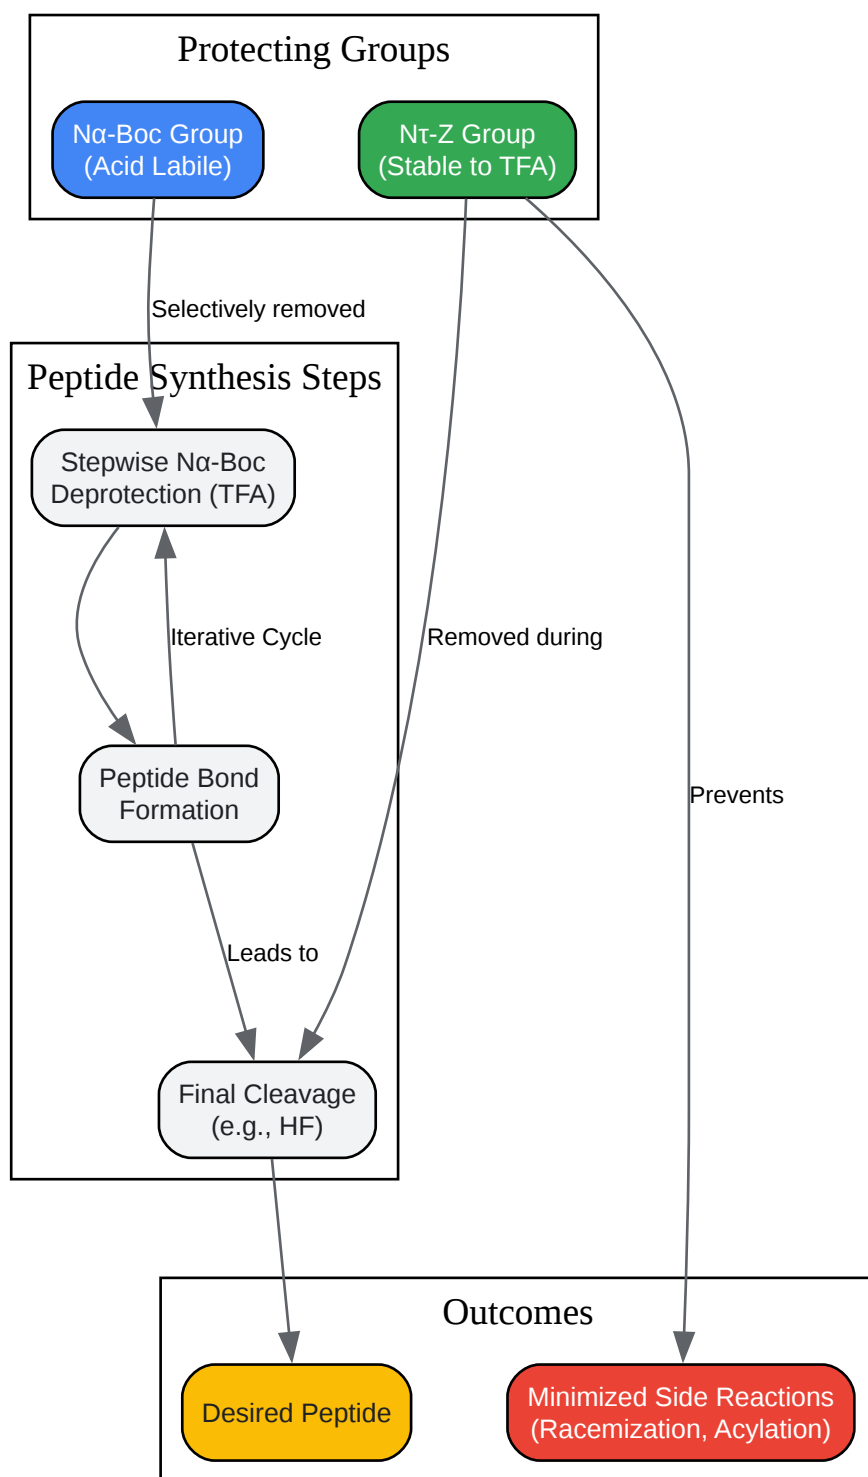 Protecting Groups
Nα-Boc Group
(Acid Labile)
Nτ-Z Group
(Stable to TFA)
Selectively removed
Peptide Synthesis Steps
Stepwise Nα-Boc
Deprotection (TFA)
Iterative Cycle
Removed during
Peptide Bond
Formation
Prevents
Leads to
Final Cleavage
(e.g., HF)
Outcomes
Desired Peptide
Minimized Side Reactions
(Racemization, Acylation)